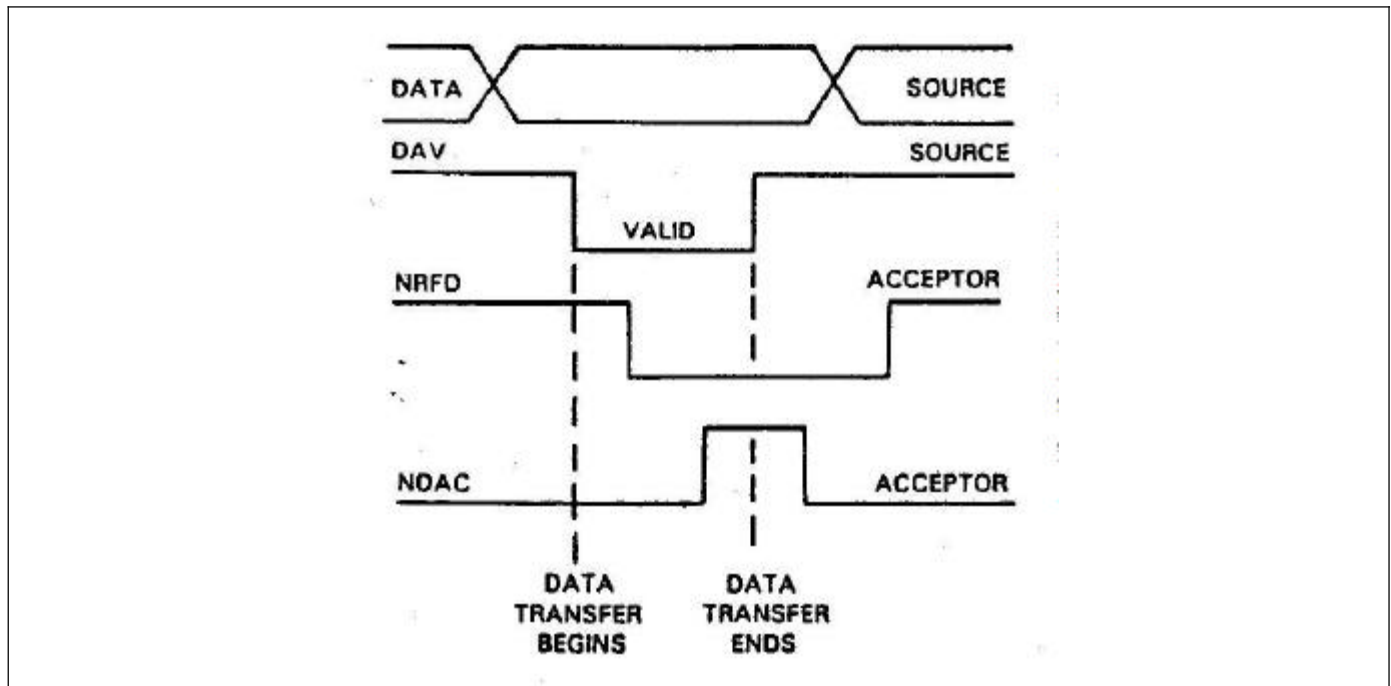 DATA SOURCE
DAV SOURCE
VALID
NRFD ACCEPTOR
NDAC ACCEPTOR
DATA DATA
TRANSFER TRANSFER
BEGINS ENDS